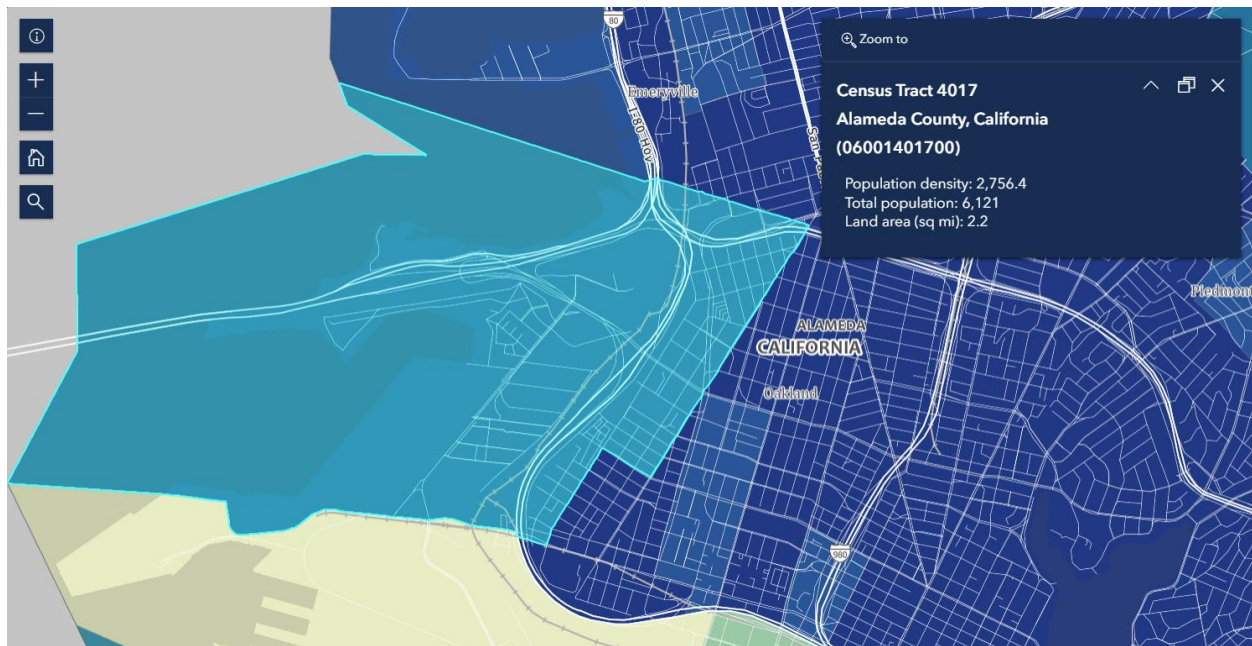 80
Zoom to
Emeryville
I-80 Hov
Census Tract 4017
Alameda County, California
(06001401700)
San Pa
Population density: 2,756.4
Total population: 6,121
Land area (sq mi): 2.2
Piedmont
ALAMEDA
CALIFORNIA
Oakland
980